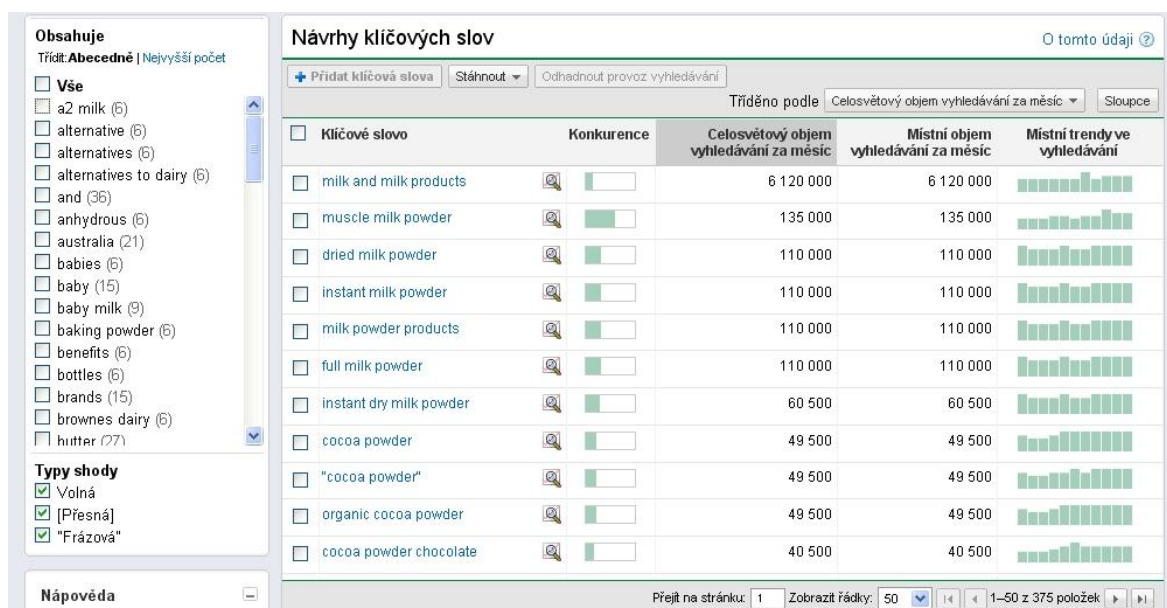 Obsahuje
Třídit:Abecedně | Nejvyšší počet
Vše
a2 milk (6)
alternative (6)
alternatives (6)
alternatives to dairy (6)
and (36)
anhydrous (6)
australia (21)
babies (6)
baby (15)
baby milk (9)
baking powder (6)
benefits (6)
bottles (6)
brands (15)
brownes dairy (6)
butter (27)
Typy shody
Volná
[Přesná]
"Frázová"
Nápověda
Návrhy klíčových slov
O tomto údaji ?
Přidat klíčová slova Stáhnout Odhadnout provoz vyhledávání
Tříděno podle Celosvětový objem vyhledávání za měsíc Sloupce
Klíčové slovo Konkurence Celosvětový objem vyhledávání za měsíc Místní objem vyhledávání za měsíc Místní trendy ve vyhledávání
milk and milk products 6 120 000 6 120 000
muscle milk powder 135 000 135 000
dried milk powder 110 000 110 000
instant milk powder 110 000 110 000
milk powder products 110 000 110 000
full milk powder 110 000 110 000
instant dry milk powder 60 500 60 500
cocoa powder 49 500 49 500
"cocoa powder" 49 500 49 500
organic cocoa powder 49 500 49 500
cocoa powder chocolate 40 500 40 500
Přejít na stránku: 1 Zobrazit řádky: 50 1–50 z 375 položek